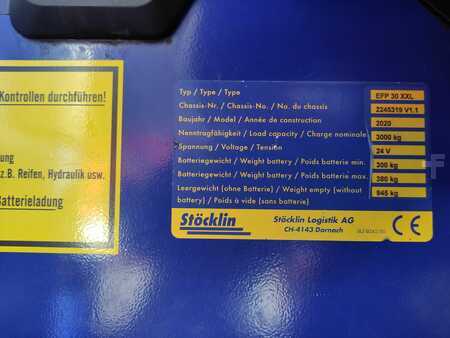 Kontrollen durchführen!
ung
z.B. Reifen, Hydraulik usw.
Batterieladung
Typ / Type / Type EFP 30 XXL
Chassis-Nr. / Chassis-No. / No. du chassis 2245319 V1.1
Baujahr / Model / Année de construction 2020
Nenntragfähigkeit / Load capacity / Charge nominale 3000 kg
Spannung / Voltage / Tension 24 V
Batteriegewicht / Weight battery / Poids batterie min. 300 kg
Batteriegewicht / Weight battery / Poids batterie max. 380 kg
Leergewicht (ohne Batterie) / Weight empty (without 945 kg
battery) / Poids à vide (sans batterie)
Stöcklin
Stöcklin Logistik AG
CH-4143 Dornach
CE